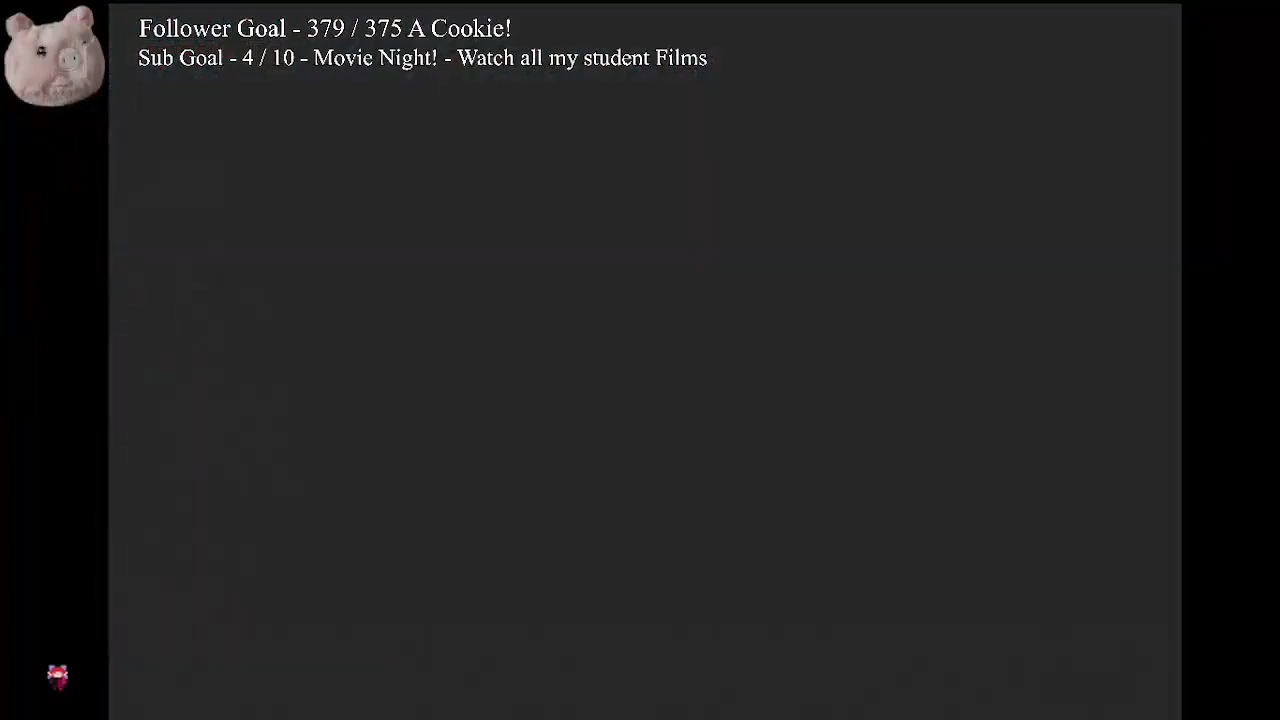 Follower Goal - 379 / 375 A Cookie!
Sub Goal - 4 / 10 - Movie Night! - Watch all my student Films